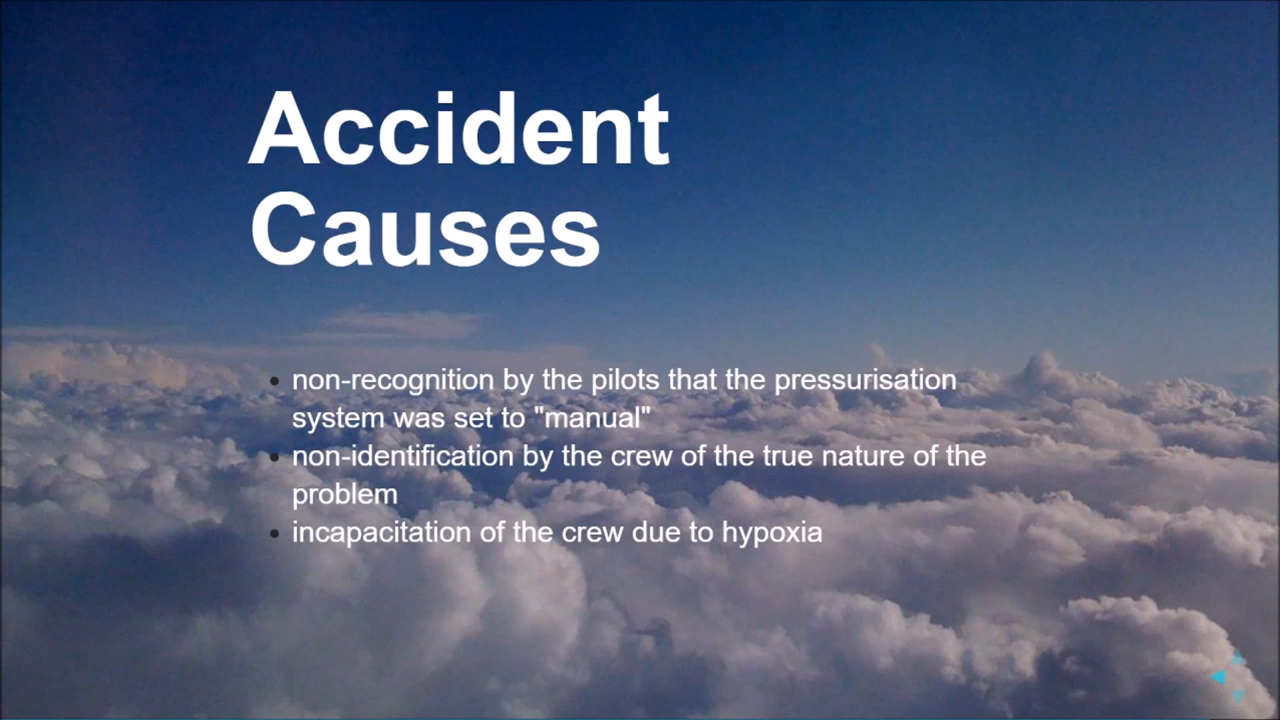 Accident
Causes
non-recognition by the pilots that the pressurisation
system was set to "manual"
non-identification by the crew of the true nature of the
problem
incapacitation of the crew due to hypoxia